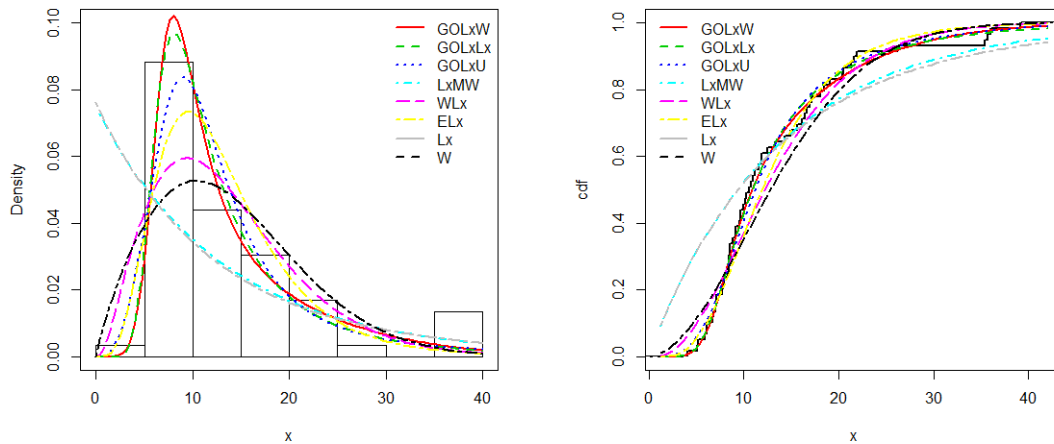 0.10
0.08
0.06
0.04
0.02
0.00
Density
0
10
20
30
40
x
GOLxW
GOLxLx
GOLxU
LxMW
WLx
ELx
Lx
W
1.0
0.8
0.6
0.4
0.2
0.0
cdf
0
10
20
30
40
x
GOLxW
GOLxLx
GOLxU
LxMW
WLx
ELx
Lx
W